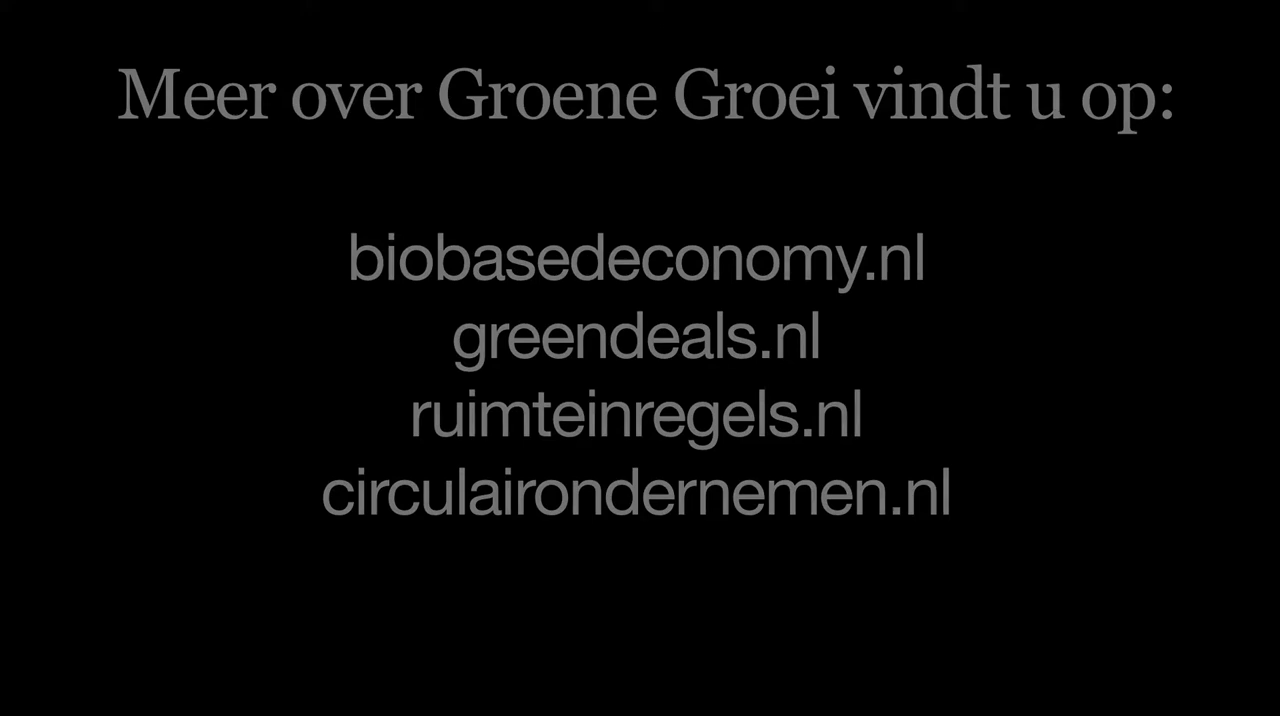 Meer over Groene Groei vindt u op:
biobasedeconomy.nl
greendeals.nl
ruimteinregels.nl
circulairondernemen.nl